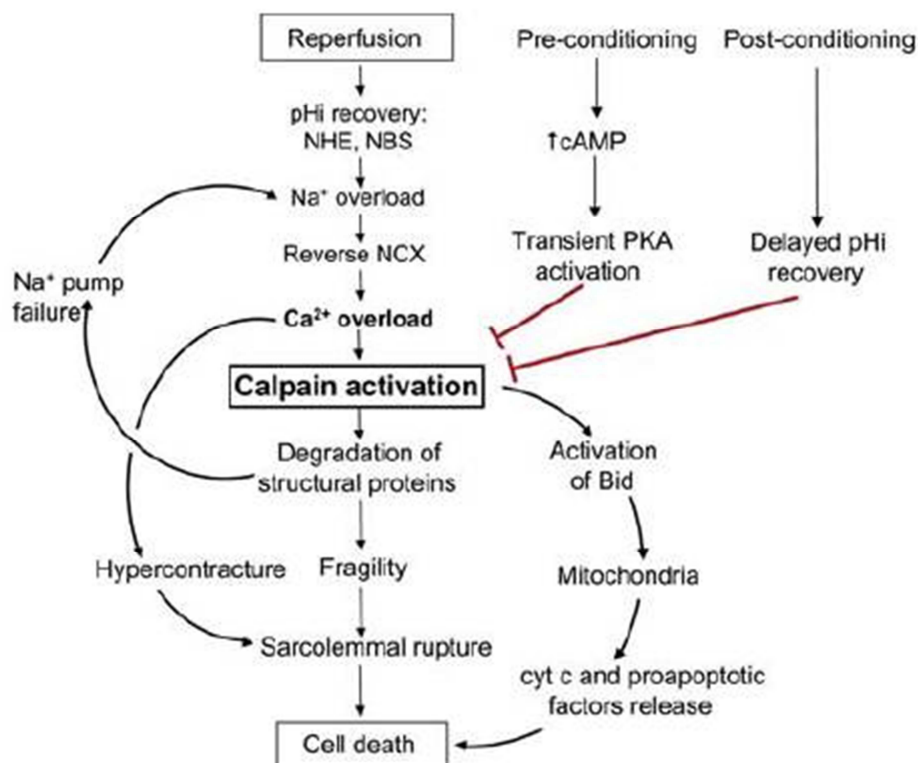 Reperfusion
Pre-conditioning
Post-conditioning
pHi recovery:
NHE, NBS
↑cAMP
Na⁺ overload
Reverse NCX
Transient PKA
activation
Delayed pHi
recovery
Na⁺ pump
failure
Ca²⁺ overload
Calpain activation
Degradation of
structural proteins
Activation
of Bid
Hypercontracture
Fragility
Mitochondria
Sarcolemmal rupture
cyt c and proapoptotic
factors release
Cell death